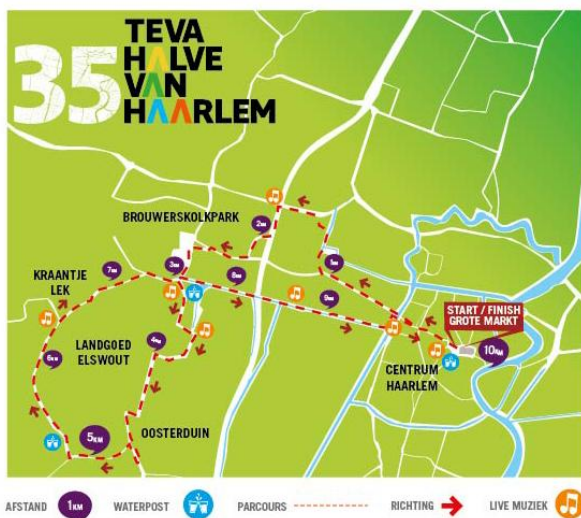 35
TEVA
HALVE
VAN
HAARLEM
BROUWERSKOLKPARK
2KM
7KM
3KM
8KM
1KM
KRAANTJE
LEK
9KM
START / FINISH
GROTE MARKT
LANDGOED
ELSWOUT
4KM
6KM
10KM
CENTRUM
HAARLEM
5KM
OOSTERDUIN
AFSTAND 1KM WATERPOST PARCOURS RICHTING LIVE MUZIEK